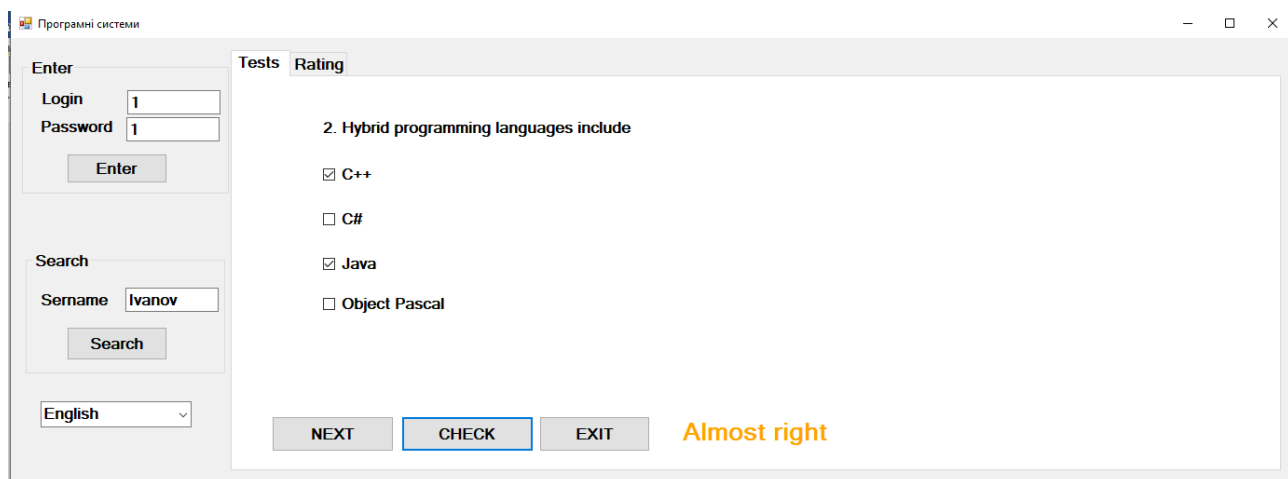 Програмні системи
Enter
Login 1
Password 1
Enter
Search
Sername Ivanov
Search
English
Tests Rating
2. Hybrid programming languages include
C++
C#
Java
Object Pascal
NEXT CHECK EXIT Almost right